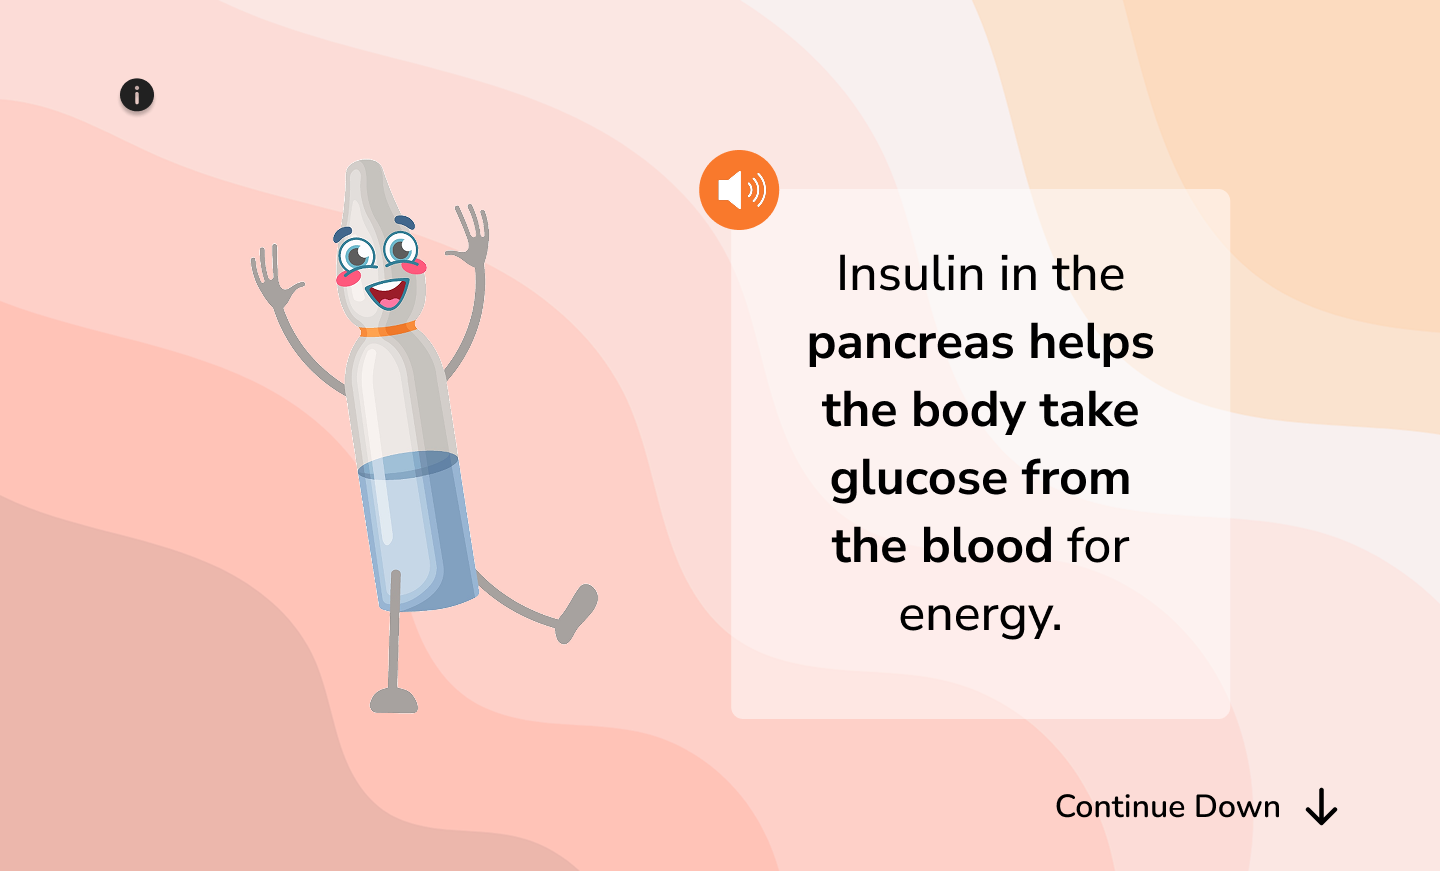 Insulin in the
pancreas helps
the body take
glucose from
the blood for
energy.
Continue Down